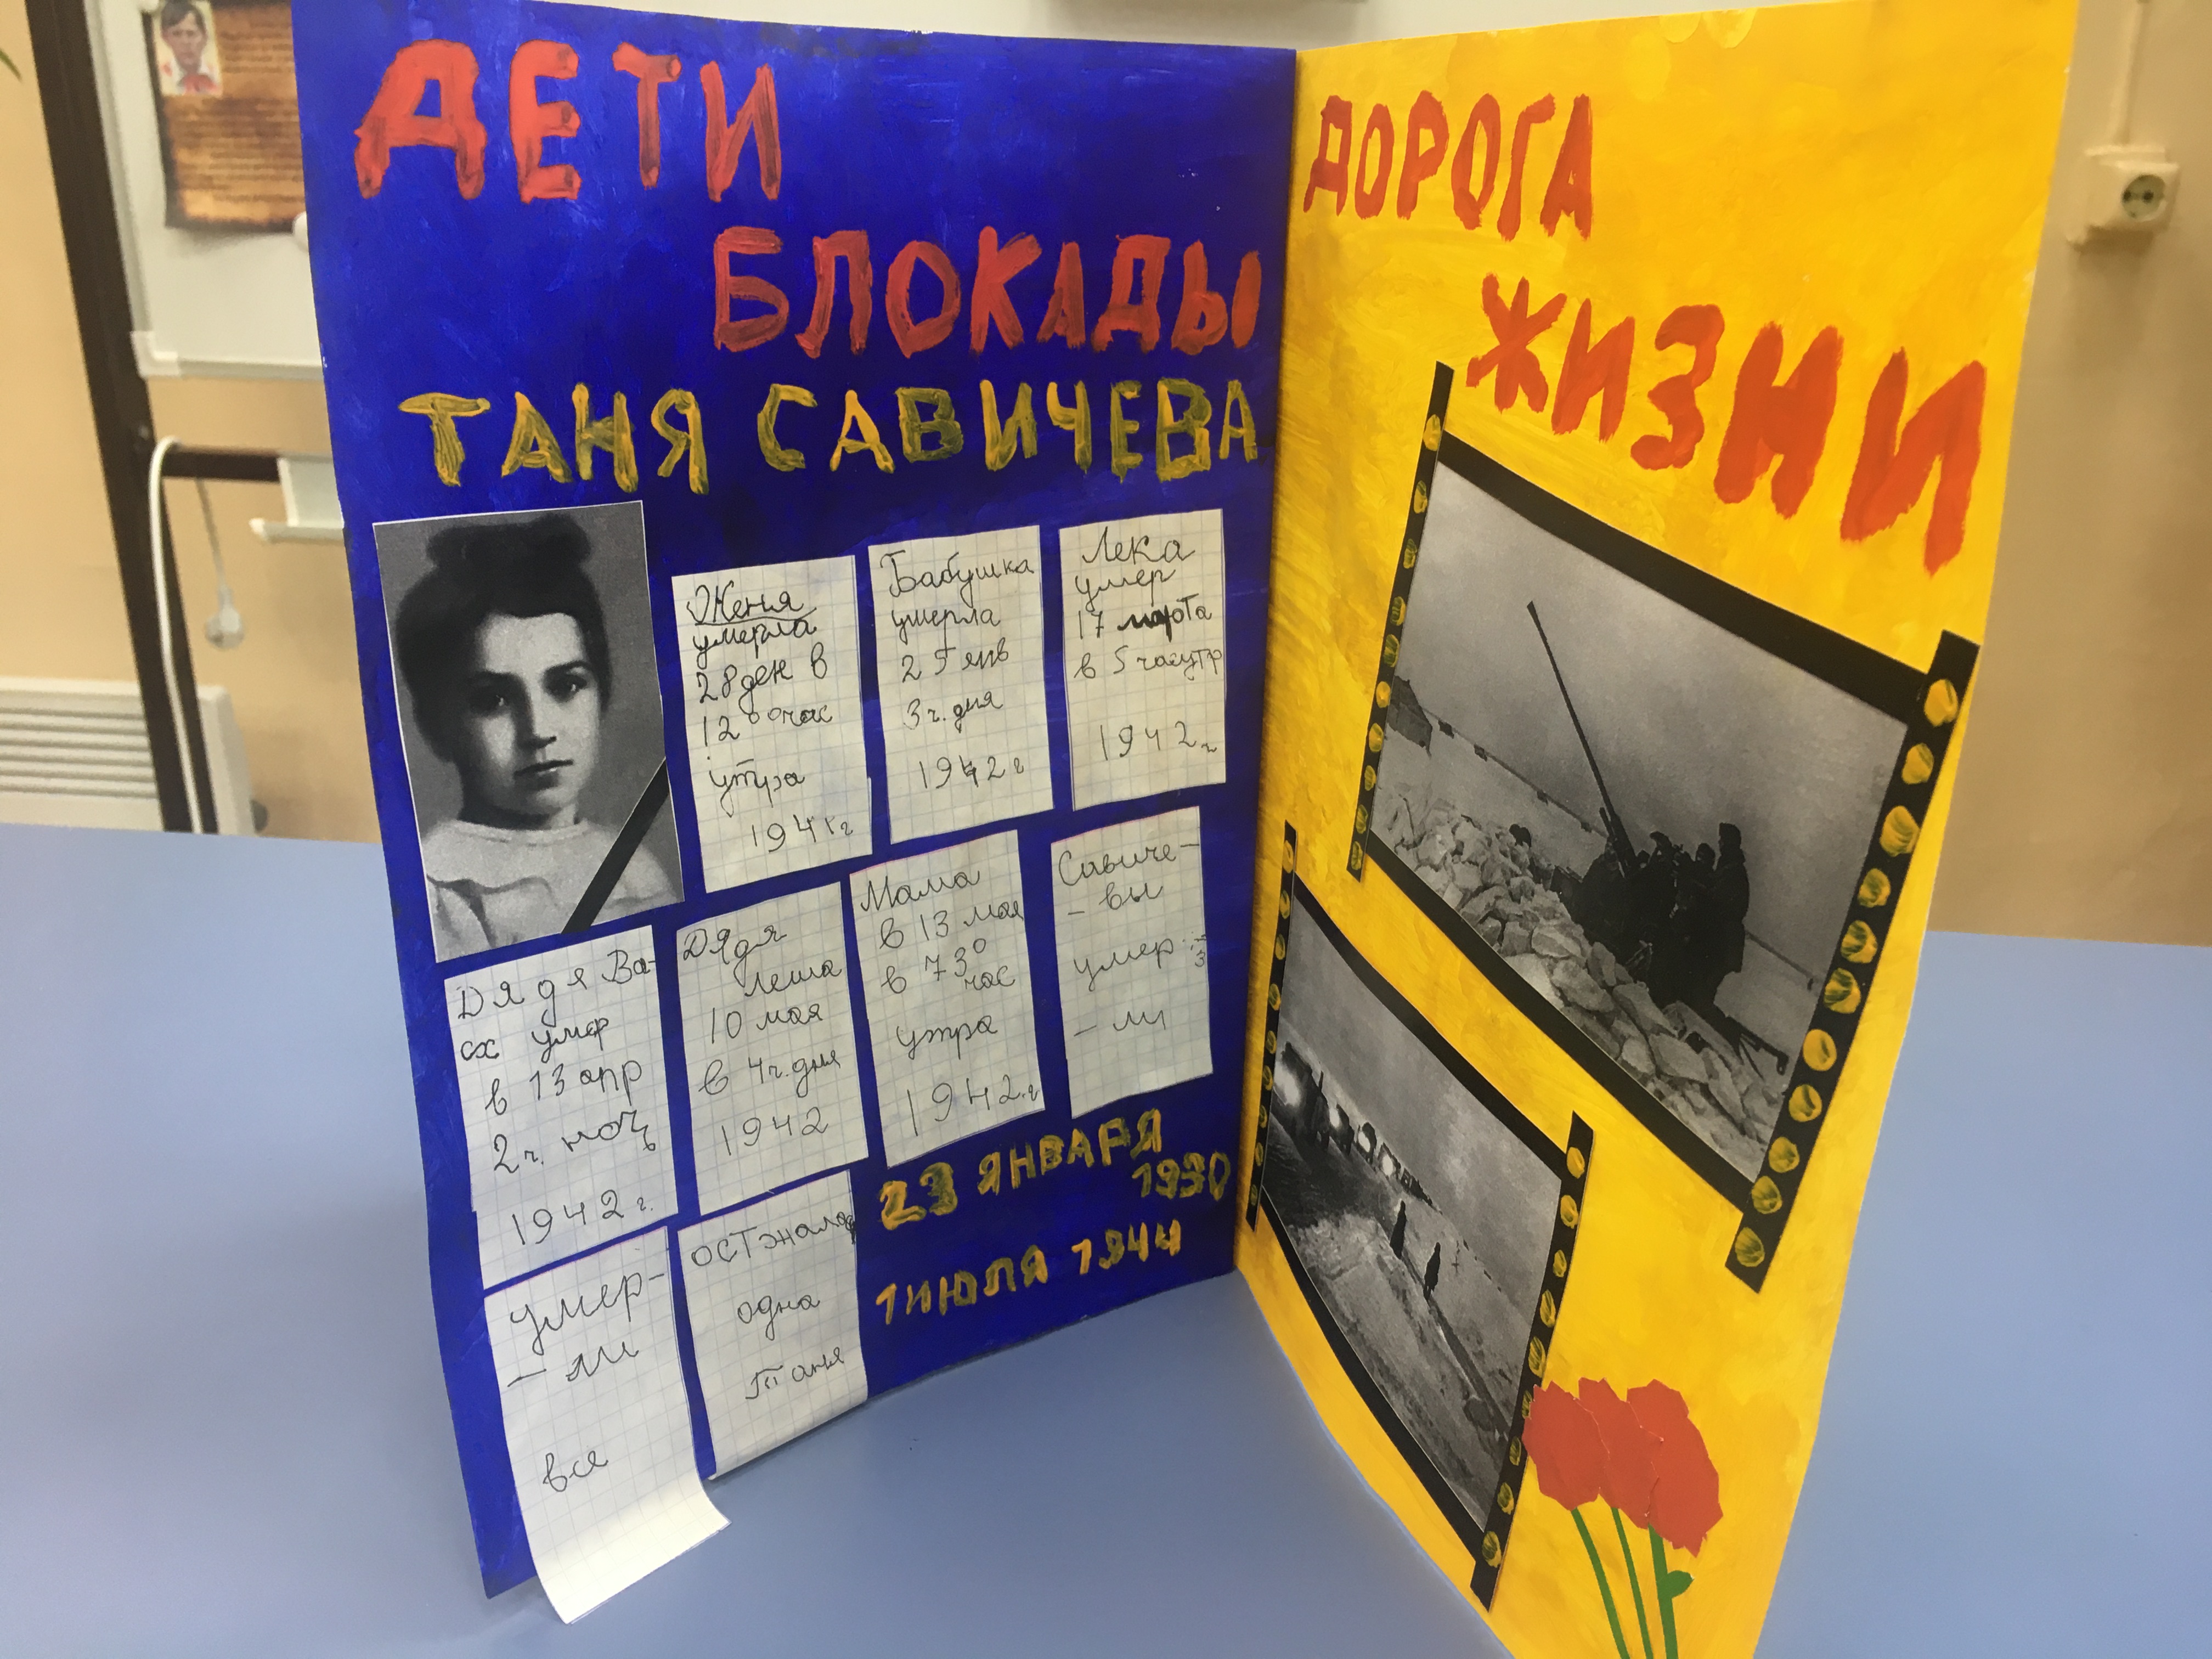 ДЕТИ
БЛОКАДЫ
ТАНЯ САВИЧЕВА
Женя
умерла
28 ден в
12 00 час
утра
1941 г
Бабушка
умерла
25 янв
3 ч. дня
1942 г
Лека
умер
17 марта
в 5 часутр
1942 г
Дядя Ва-
ся умер
в 13 апр
2 ч. ночь
1942 г.
Дядя
Леша
10 мая
в 4 ч. дня
1942
Мама
в 13 мая
в 7 30
час
утра
1942 г
Савиче-
- вы
умер
- ли
Умер-
- ли
все
осталась
одна
Таня
23 ЯНВАРЯ
1930
1 ИЮЛЯ 1944
ДОРОГА
ЖИЗНИ